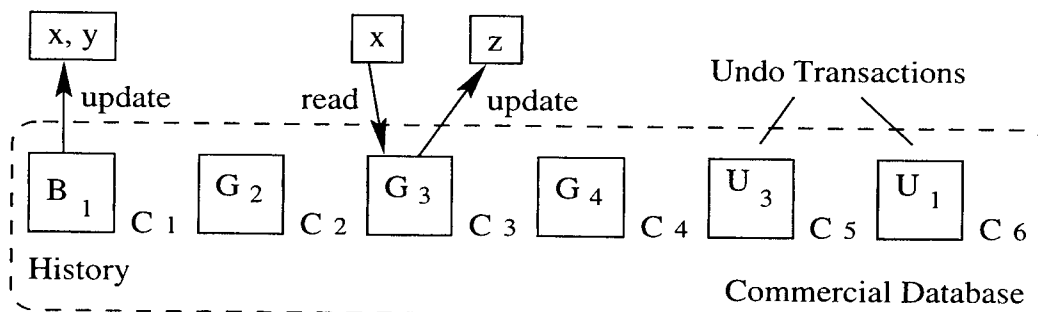 x, y
x
z
Undo Transactions
update
read
update
B 1
C 1
G 2
C 2
G 3
C 3
G 4
C 4
U 3
C 5
U 1
C 6
History
Commercial Database